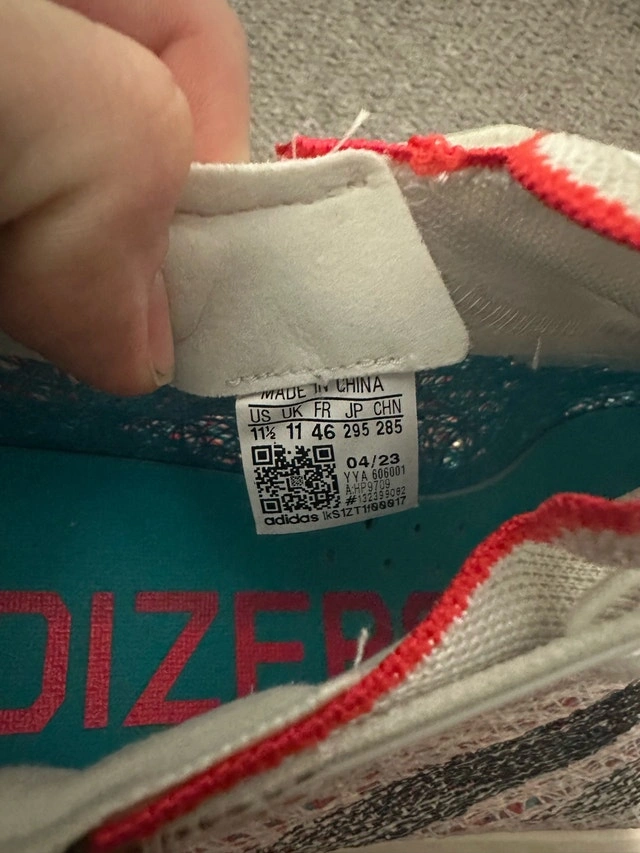 MADE IN CHINA
US UK FR JP CHN
11½ 11 46 295 285
04/23
YYA 606001
A:HP9709
adidas
DIZER